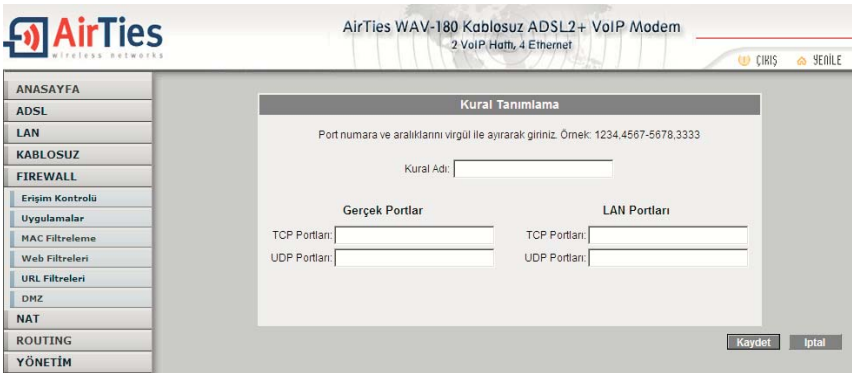 AirTies
wireless networks
AirTies WAV-180 Kablosuz ADSL2+ VoIP Modem
2 VoIP Hattı, 4 Ethernet
ÇIKIŞ YENİLE
ANASAYFA
ADSL
LAN
KABLOSUZ
FIREWALL
Erişim Kontrolü
Uygulamalar
MAC Filtreleme
Web Filtreleri
URL Filtreleri
DMZ
NAT
ROUTING
YÖNETİM
Kural Tanımlama
Port numara ve aralıklarını virgül ile ayırarak giriniz. Örnek: 1234,4567-5678,3333
Kural Adı:
Gerçek Portlar
TCP Portları:
UDP Portları:
LAN Portları
TCP Portları:
UDP Portları:
Kaydet Iptal